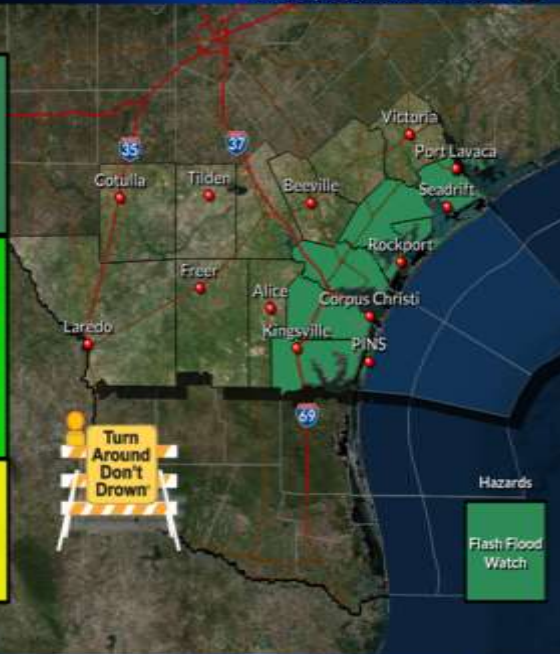 Victoria
Port Lavaca
35
37
Cotulla
Tilden
Beeville
Seadrift
Rockport
Freer
Alice
Corpus Christi
Laredo
Kingsville
PINS
69
Turn
Around
Don't
Drown
Hazards
Flash Flood
Watch